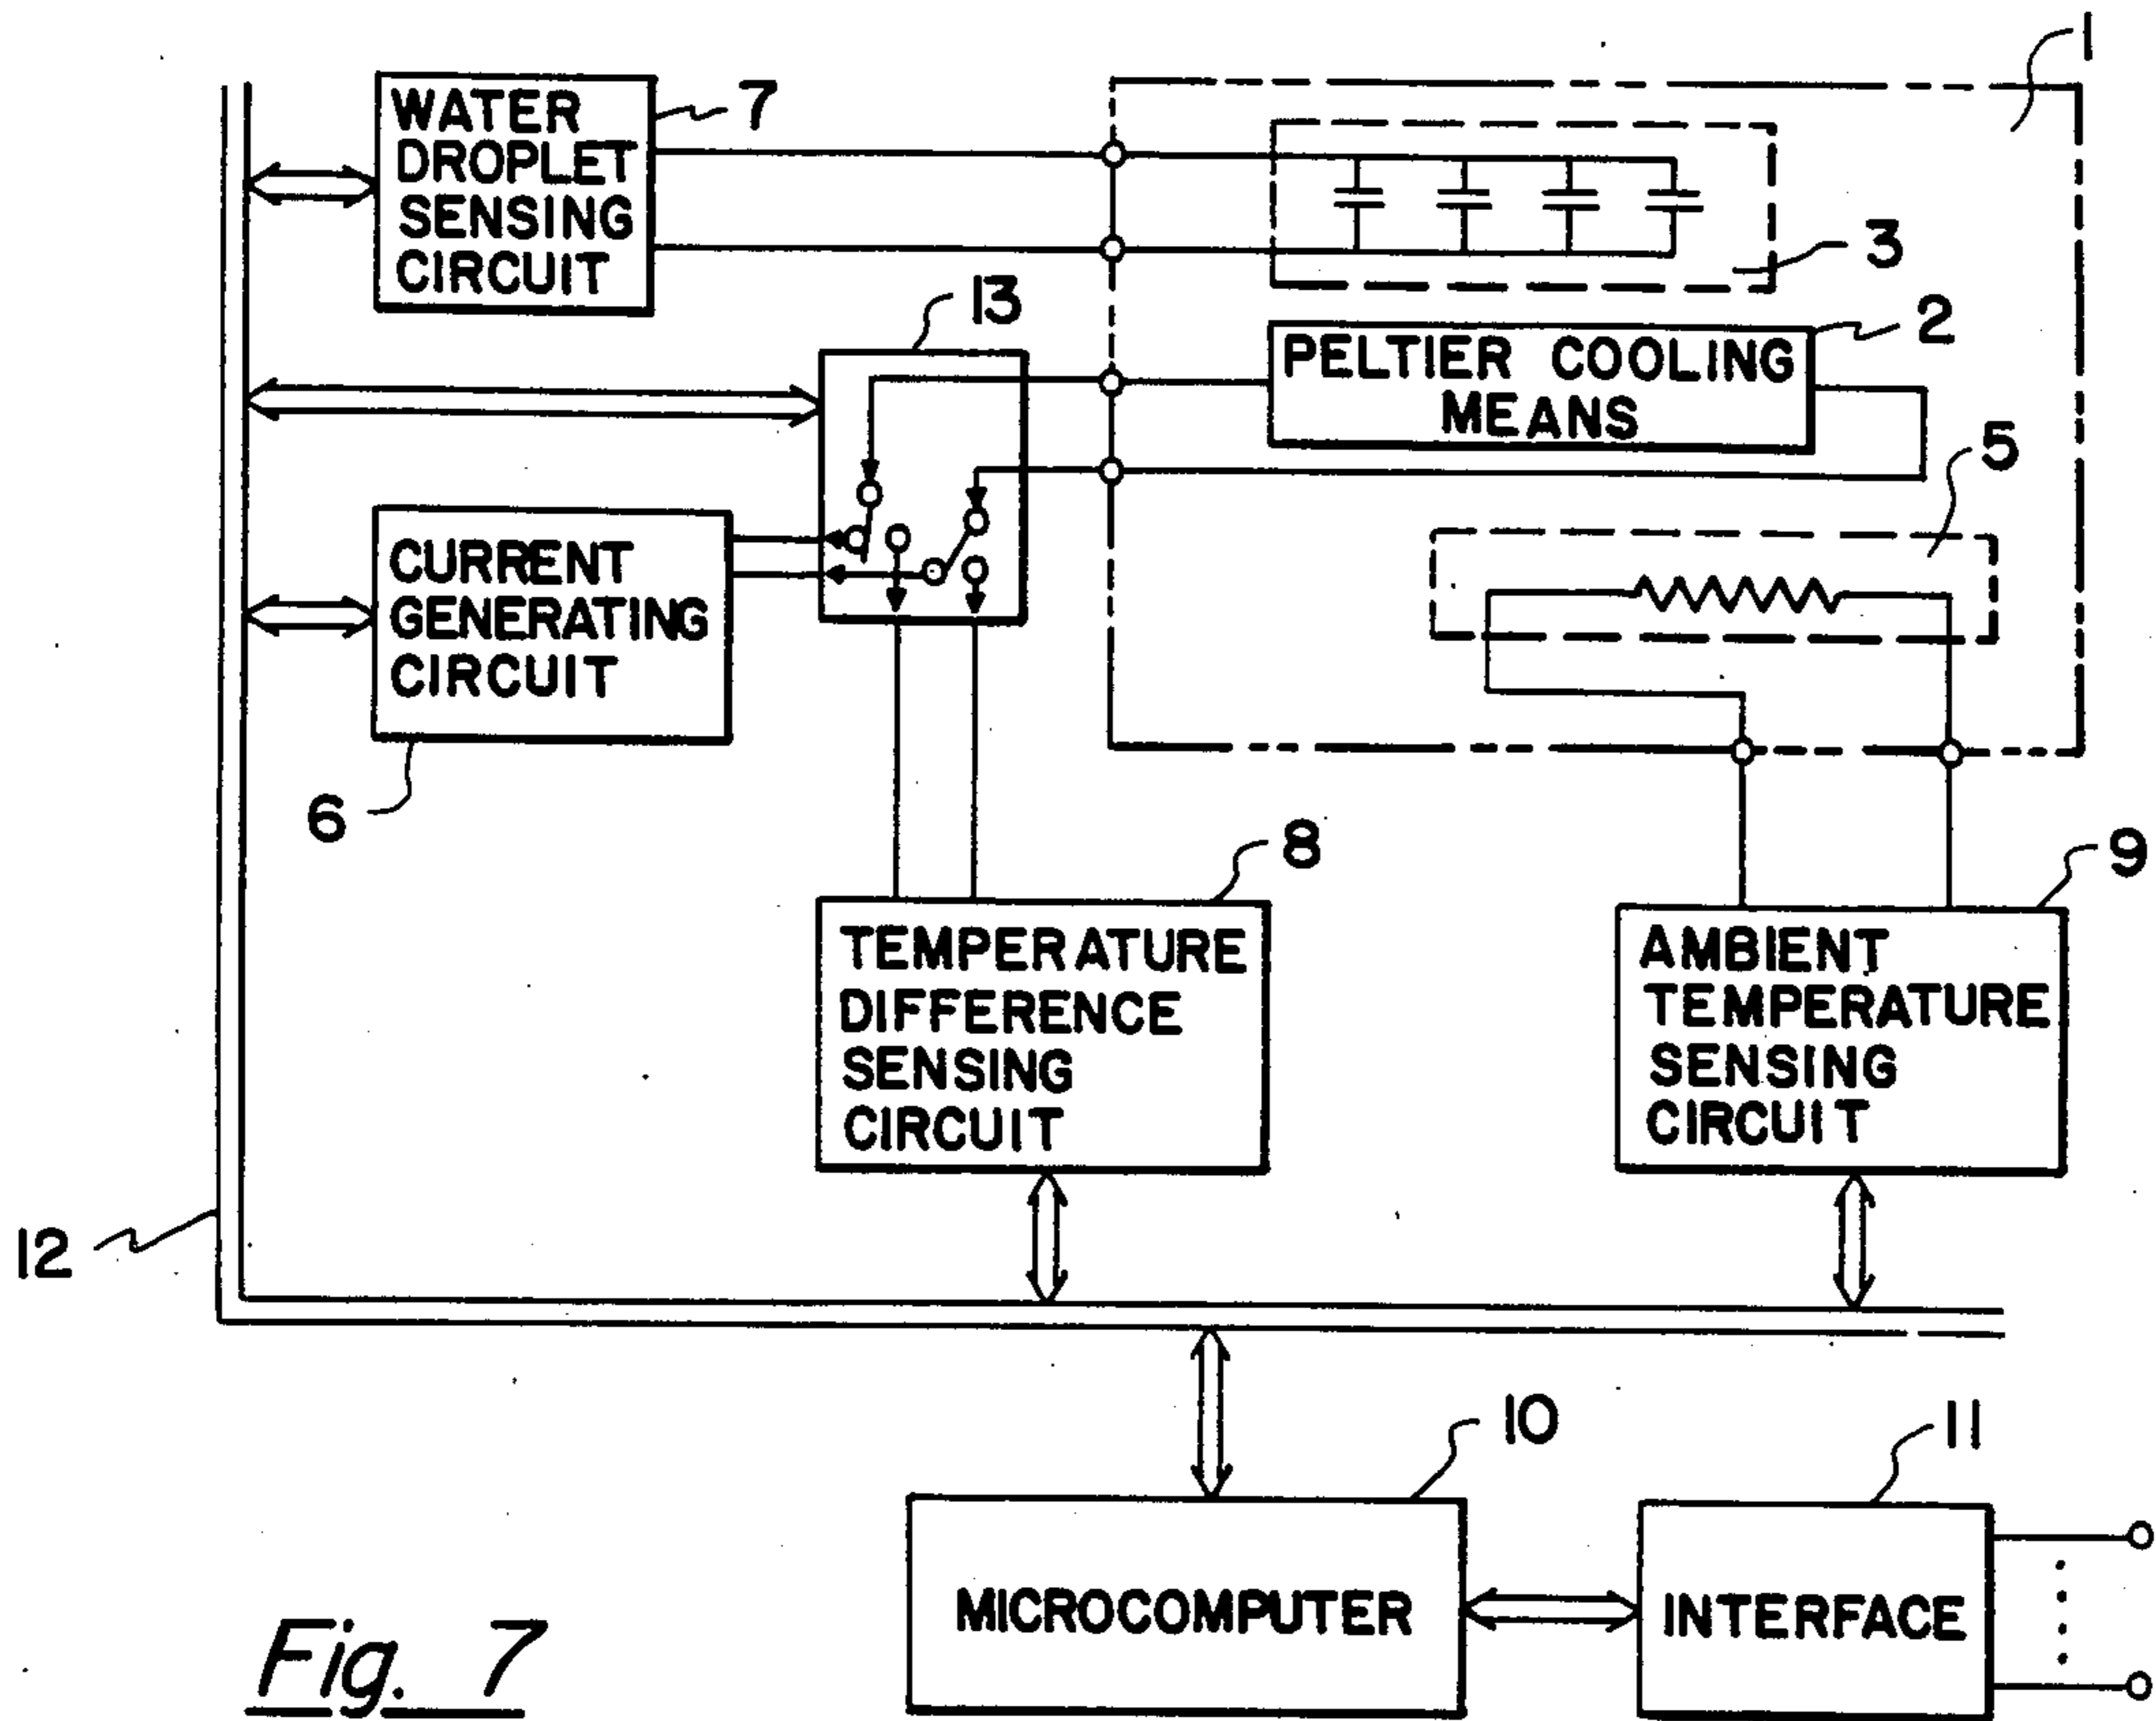 1
WATER
DROPLET
SENSING
CIRCUIT
7
3
13
2
PELTIER COOLING
MEANS
5
CURRENT
GENERATING
CIRCUIT
6
8
9
TEMPERATURE
DIFFERENCE
SENSING
CIRCUIT
AMBIENT
TEMPERATURE
SENSING
CIRCUIT
12
10
11
MICROCOMPUTER
INTERFACE
Fig. 7